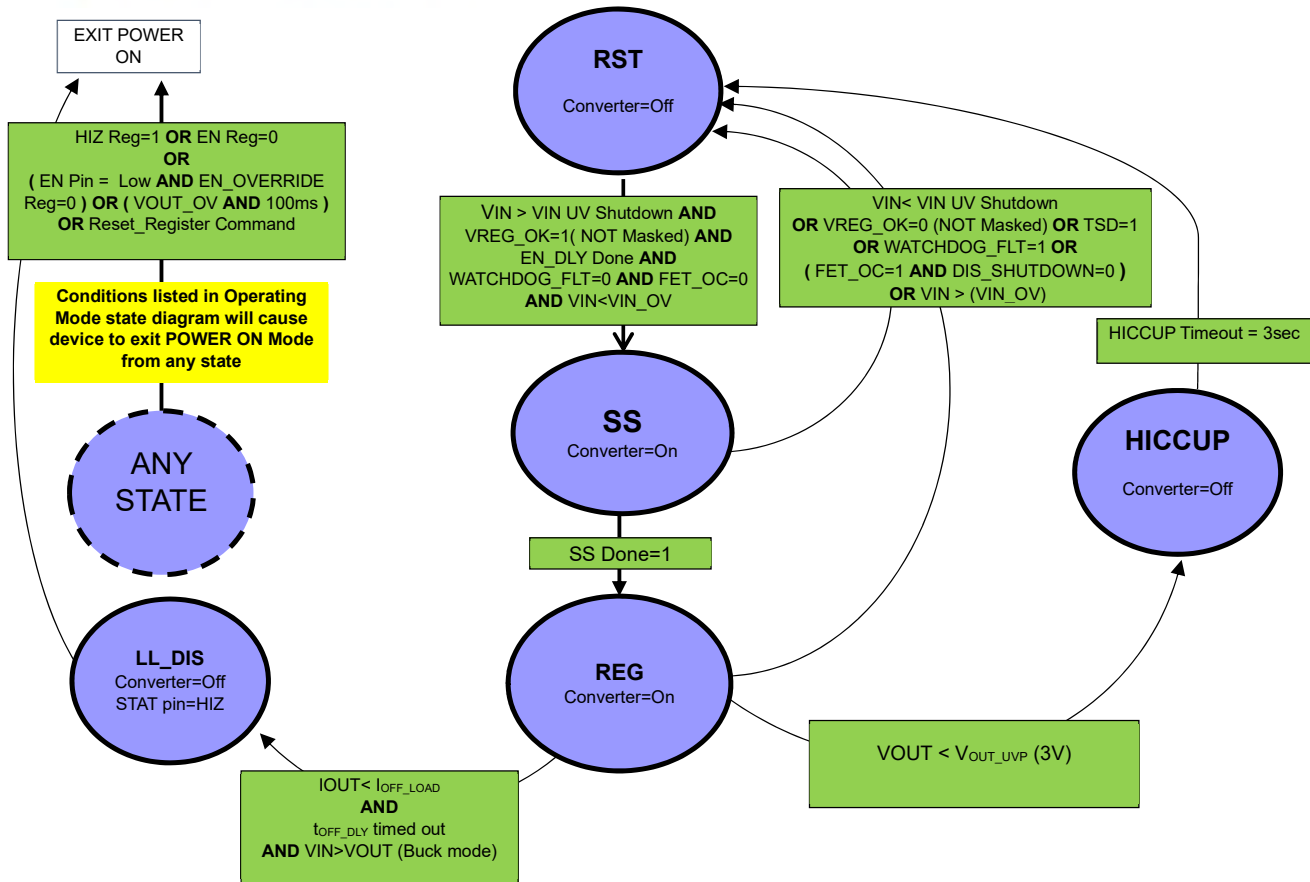 EXIT POWER
ON
HIZ Reg=1 OR EN Reg=0
OR
( EN Pin = Low AND EN_OVERRIDE
Reg=0 ) OR ( VOUT_OV AND 100ms )
OR Reset_Register Command
Conditions listed in Operating
Mode state diagram will cause
device to exit POWER ON Mode
from any state
ANY
STATE
LL_DIS
Converter=Off
STAT pin=HIZ
IOUT< IOFF_LOAD
AND
tOFF_DLY timed out
AND VIN>VOUT (Buck mode)
RST
Converter=Off
VIN > VIN UV Shutdown AND
VREG_OK=1( NOT Masked) AND
EN_DLY Done AND
WATCHDOG_FLT=0 AND FET_OC=0
AND VIN<VIN_OV
SS
Converter=On
SS Done=1
REG
Converter=On
VIN< VIN UV Shutdown
OR VREG_OK=0 (NOT Masked) OR TSD=1
OR WATCHDOG_FLT=1 OR
( FET_OC=1 AND DIS_SHUTDOWN=0 )
OR VIN > (VIN_OV)
HICCUP Timeout = 3sec
HICCUP
Converter=Off
VOUT < VOUT_UVP (3V)